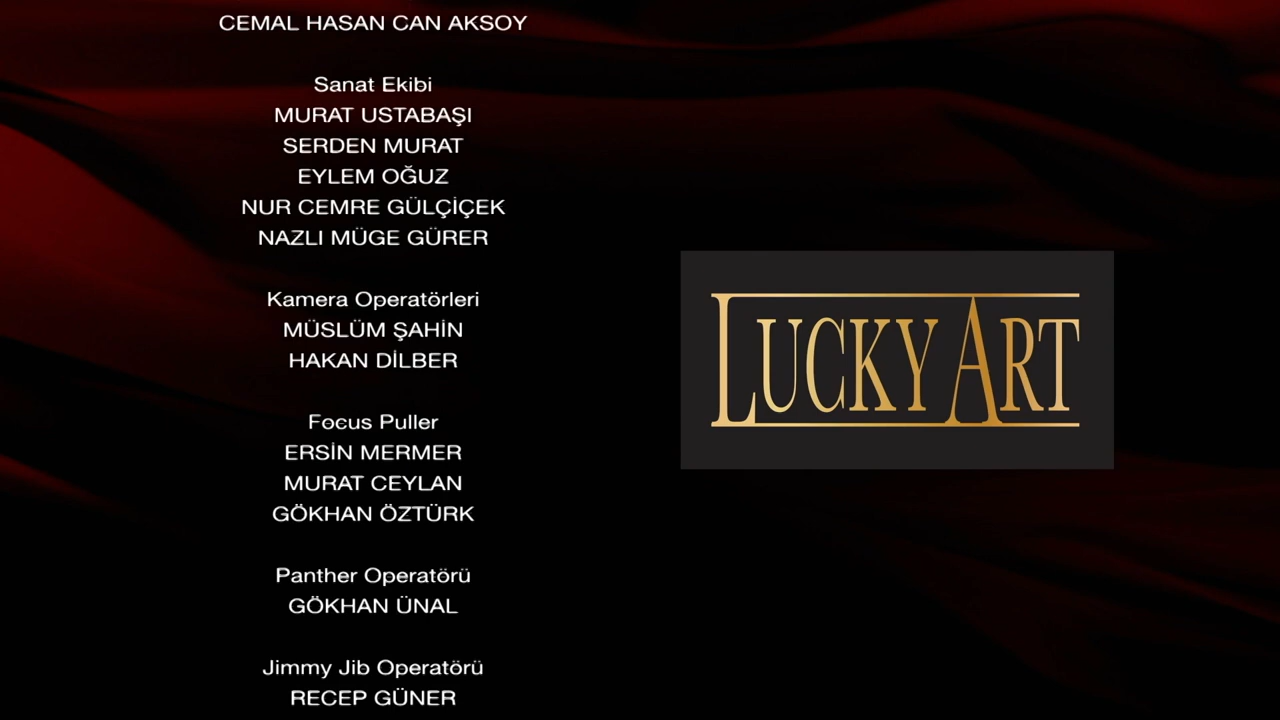 CEMAL HASAN CAN AKSOY
Sanat Ekibi
MURAT USTABAŞI
SERDEN MURAT
EYLEM OĞUZ
NUR CEMRE GÜLÇİÇEK
NAZLI MÜGE GÜRER
Kamera Operatörleri
MÜSLÜM ŞAHİN
HAKAN DİLBER
Focus Puller
ERSİN MERMER
MURAT CEYLAN
GÖKHAN ÖZTÜRK
Panther Operatörü
GÖKHAN ÜNAL
Jimmy Jib Operatörü
RECEP GÜNER
LUCKY ART